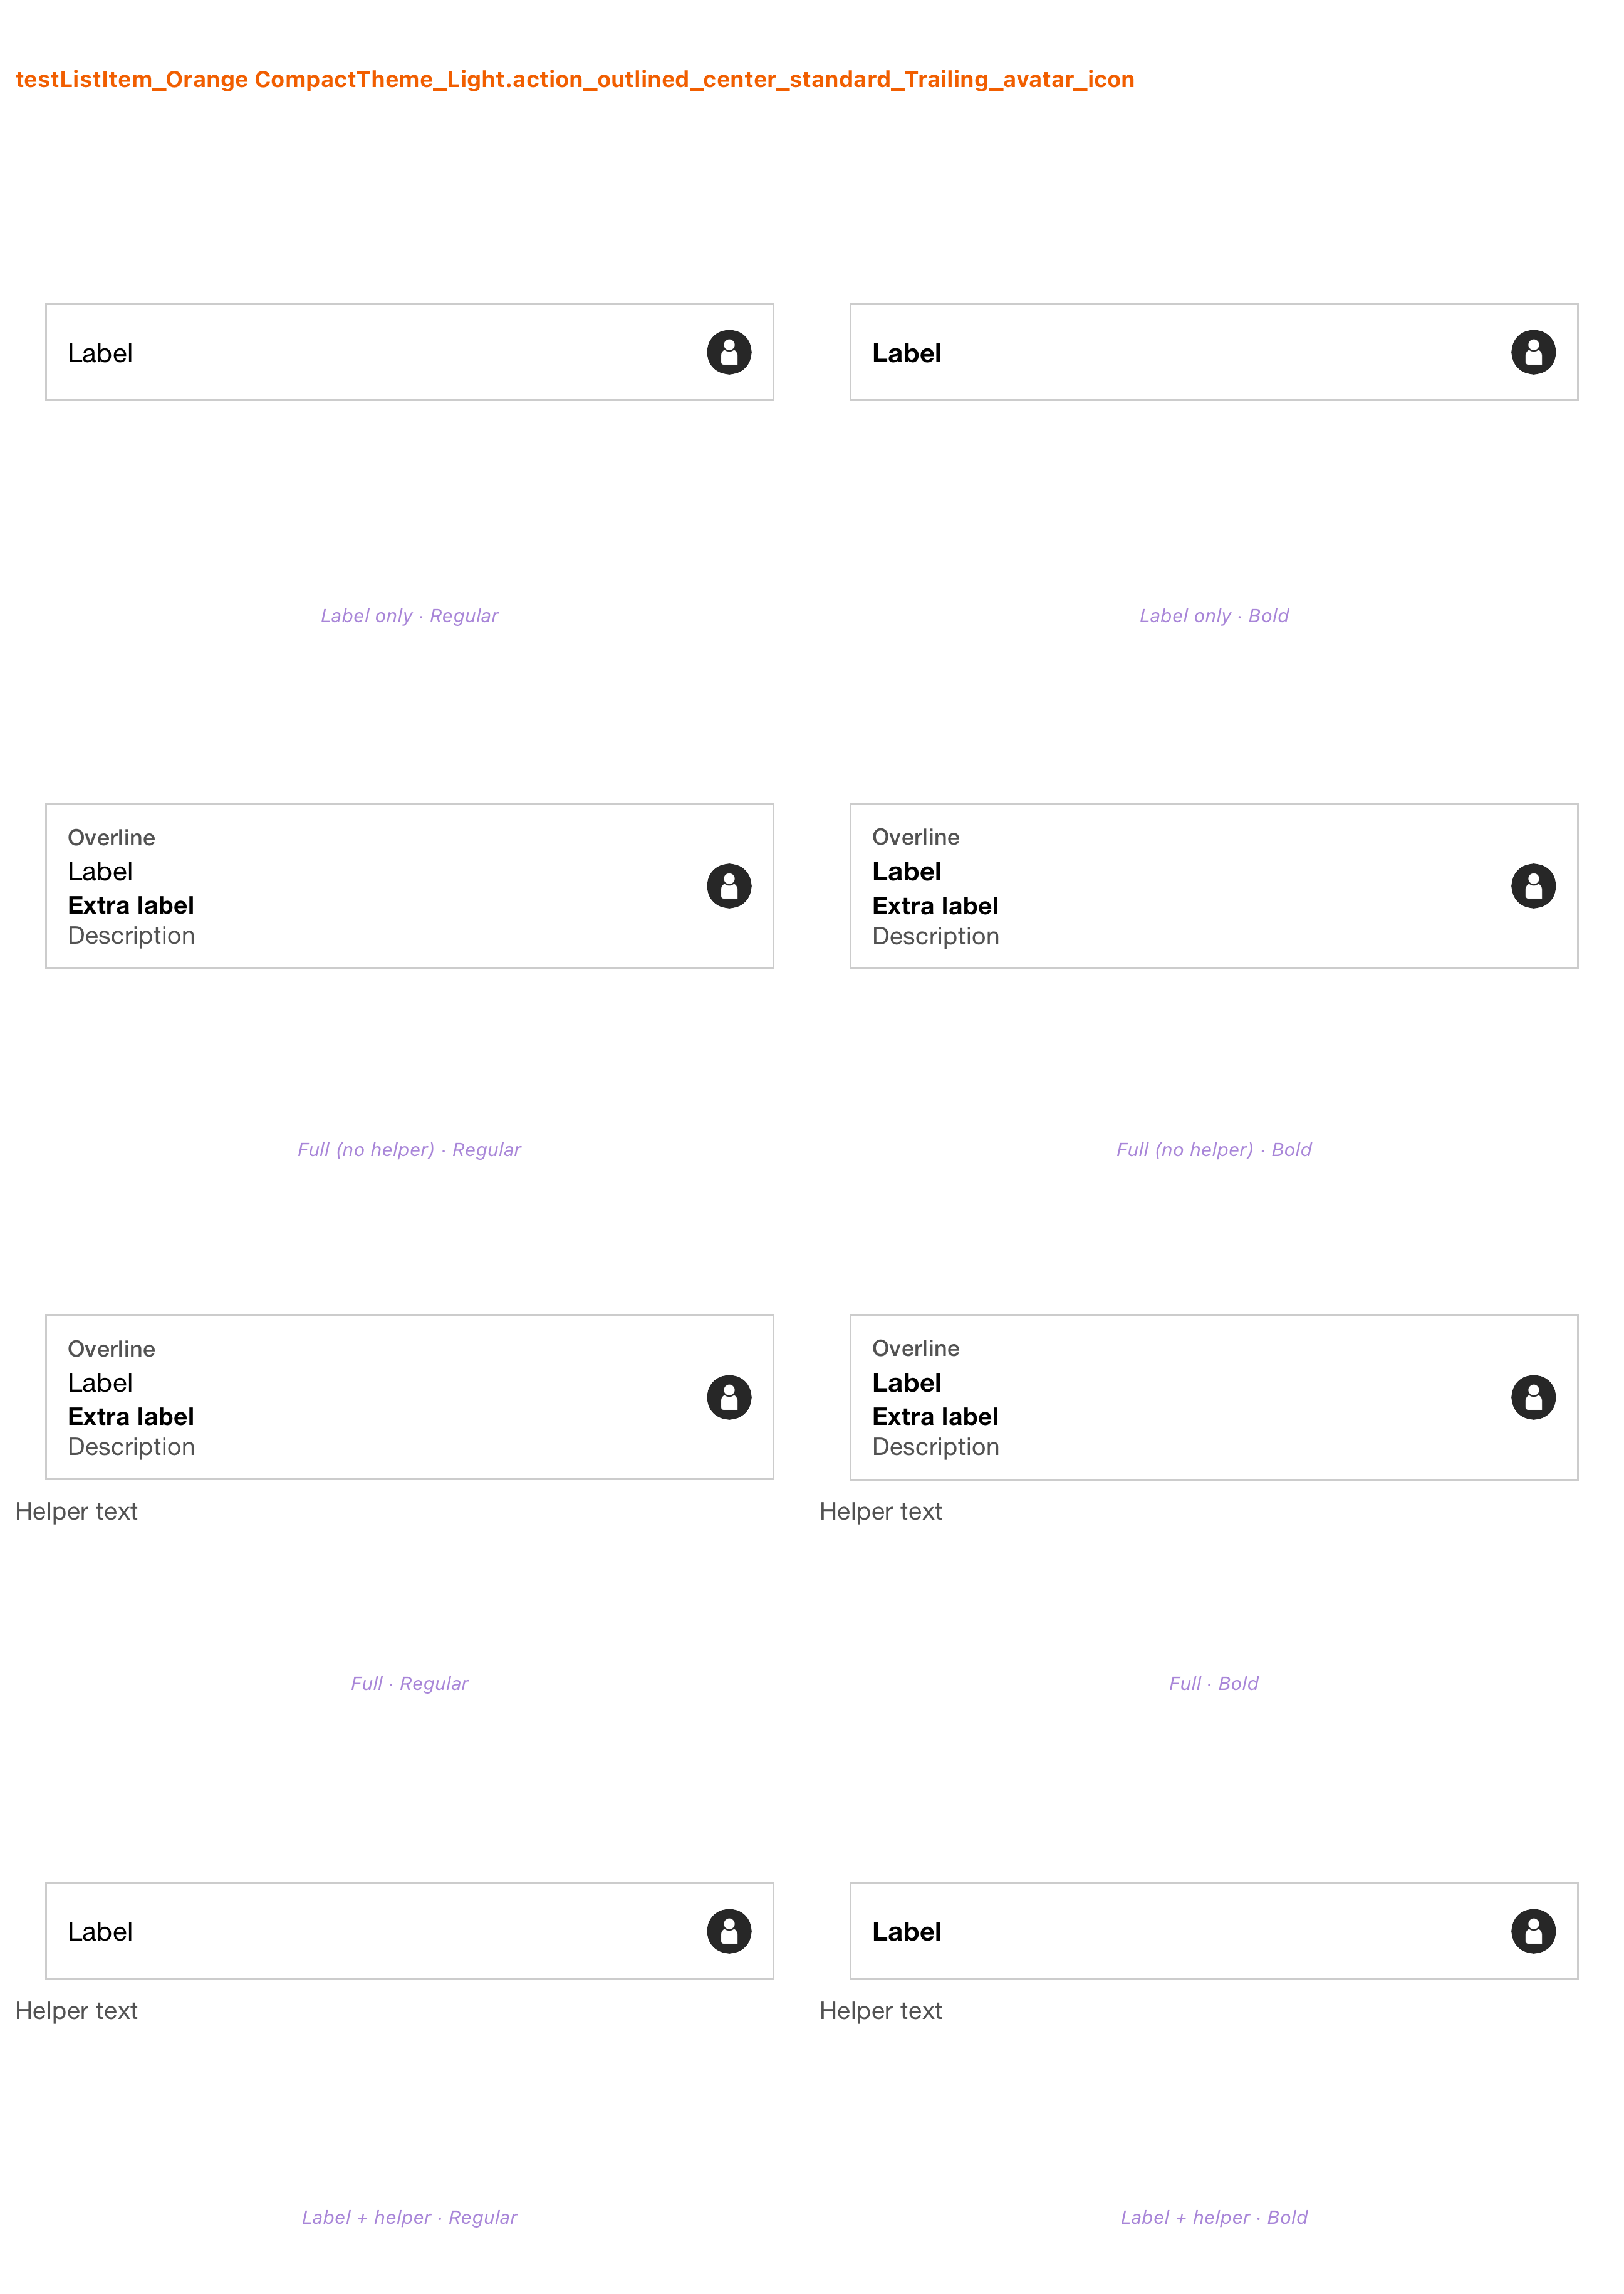 testListItem_Orange CompactTheme_Light.action_outlined_center_standard_Trailing_avatar_icon
Label
Label
Label only · Regular
Label only · Bold
Overline
Label
Extra label
Description
Overline
Label
Extra label
Description
Full (no helper) · Regular
Full (no helper) · Bold
Overline
Label
Extra label
Description
Helper text
Overline
Label
Extra label
Description
Helper text
Full · Regular
Full · Bold
Label
Helper text
Label
Helper text
Label + helper · Regular
Label + helper · Bold